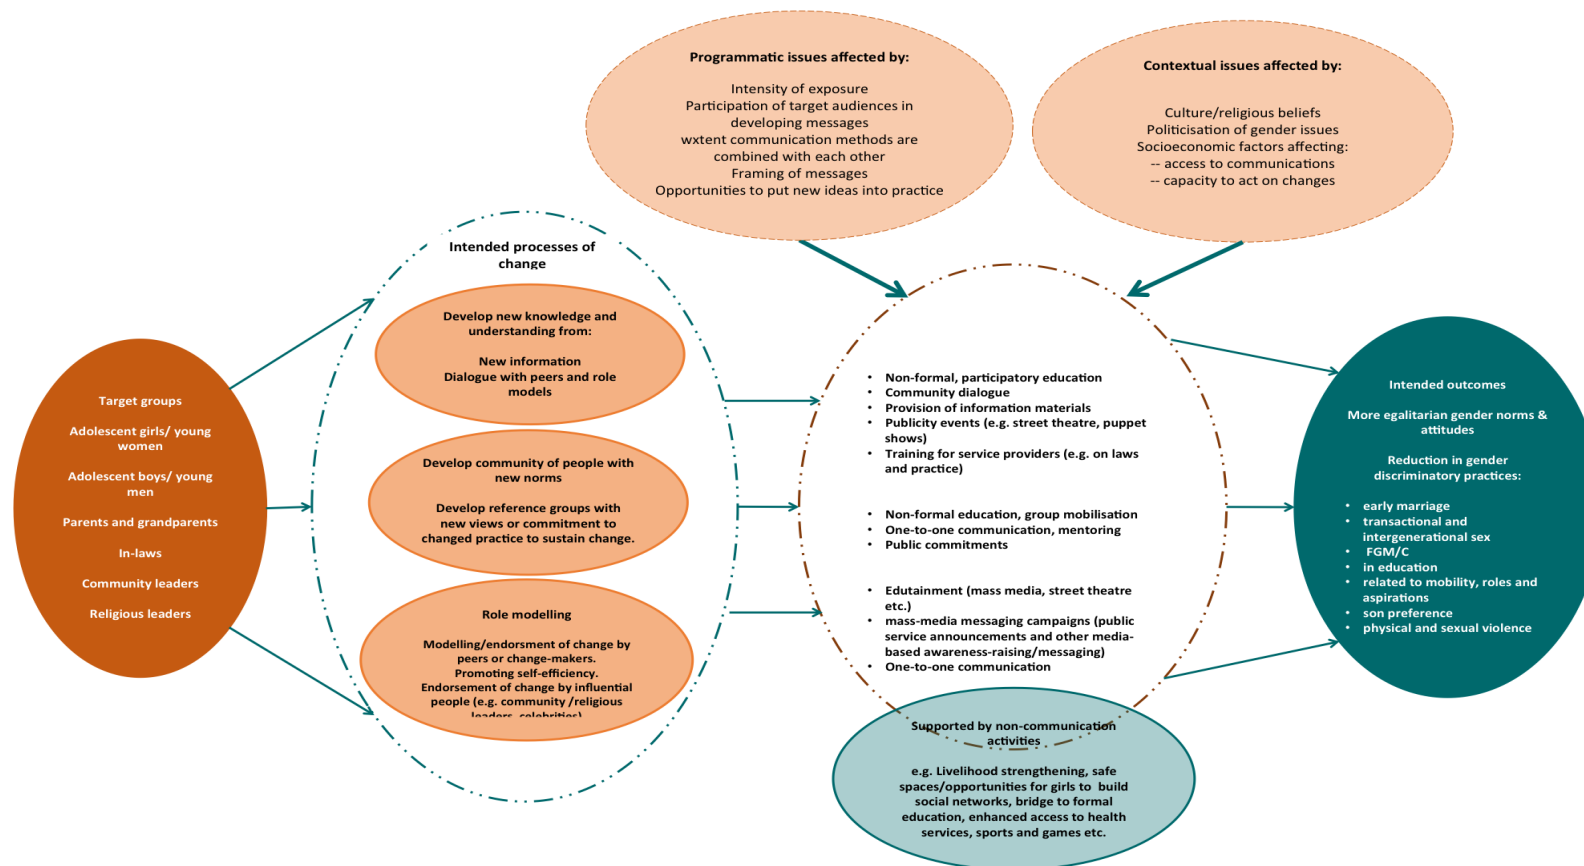 Programmatic issues affected by:
Intensity of exposure
Participation of target audiences in
developing messages
wxtent communication methods are
combined with each other
Framing of messages
Opportunities to put new ideas into practice
Contextual issues affected by:
Culture/religious beliefs
Politicisation of gender issues
Socioeconomic factors affecting:
-- access to communications
-- capacity to act on changes
Target groups
Adolescent girls/ young
women
Adolescent boys/ young
men
Parents and grandparents
In-laws
Community leaders
Religious leaders
Intended processes of
change
Develop new knowledge and
understanding from:
New information
Dialogue with peers and role
models
Develop community of people with
new norms
Develop reference groups with
new views or commitment to
changed practice to sustain change.
Role modelling
Modelling/endorsment of change by
peers or change-makers.
Promoting self-efficiency.
Endorsement of change by influential
people (e.g. community /religious
leaders, celebrities)
• Non-formal, participatory education
• Community dialogue
• Provision of information materials
• Publicity events (e.g. street theatre, puppet
shows)
• Training for service providers (e.g. on laws
and practice)
• Non-formal education, group mobilisation
• One-to-one communication, mentoring
• Public commitments
• Edutainment (mass media, street theatre
etc.)
• mass-media messaging campaigns (public
service announcements and other media-
based awareness-raising/messaging)
• One-to-one communication
Supported by non-communication
activities
e.g. Livelihood strengthening, safe
spaces/opportunities for girls to build
social networks, bridge to formal
education, enhanced access to health
services, sports and games etc.
Intended outcomes
More egalitarian gender norms &
attitudes
Reduction in gender
discriminatory practices:
• early marriage
• transactional and
intergenerational sex
• FGM/C
• in education
• related to mobility, roles and
aspirations
• son preference
• physical and sexual violence